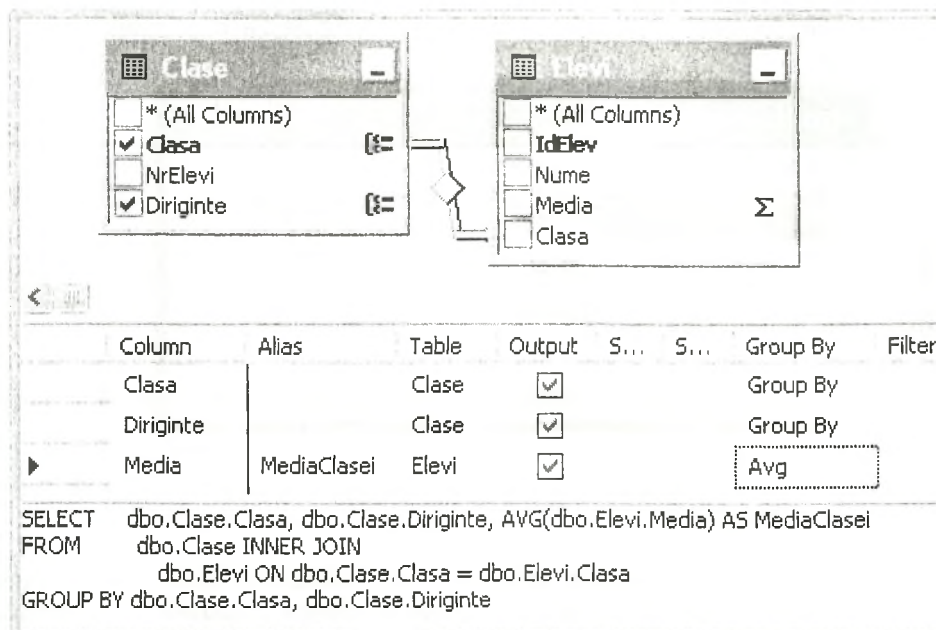 Clase
* (All Columns)
Clasa
NrElevi
Diriginte
Elevi
* (All Columns)
IdElev
Nume
Media Σ
Clasa
Column Alias Table Output S... S... Group By Filter
Clasa Clase Group By
Diriginte Clase Group By
Media MediaClasei Elevi Avg
SELECT dbo.Clase.Clasa, dbo.Clase.Diriginte, AVG(dbo.Elevi.Media) AS MediaClasei
FROM dbo.Clase INNER JOIN
dbo.Elevi ON dbo.Clase.Clasa = dbo.Elevi.Clasa
GROUP BY dbo.Clase.Clasa, dbo.Clase.Diriginte